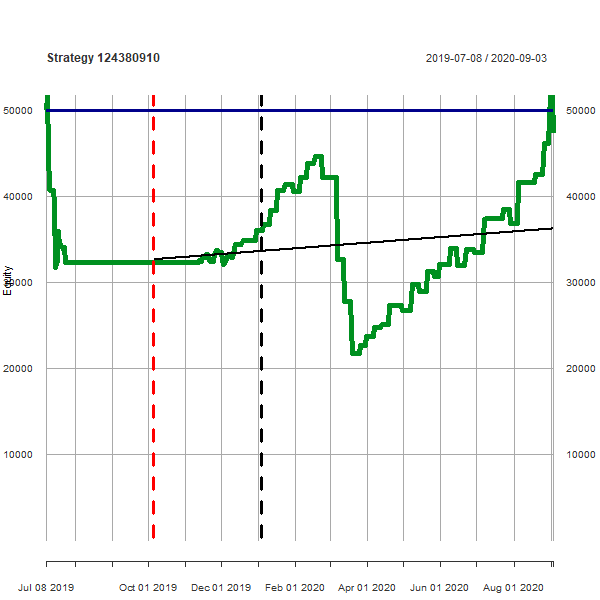 Strategy 124380910
2019-07-08 / 2020-09-03
50000
50000
40000
40000
Equity
30000
30000
20000
20000
10000
10000
Jul 08 2019
Oct 01 2019
Dec 01 2019
Feb 01 2020
Apr 01 2020
Jun 01 2020
Aug 01 2020